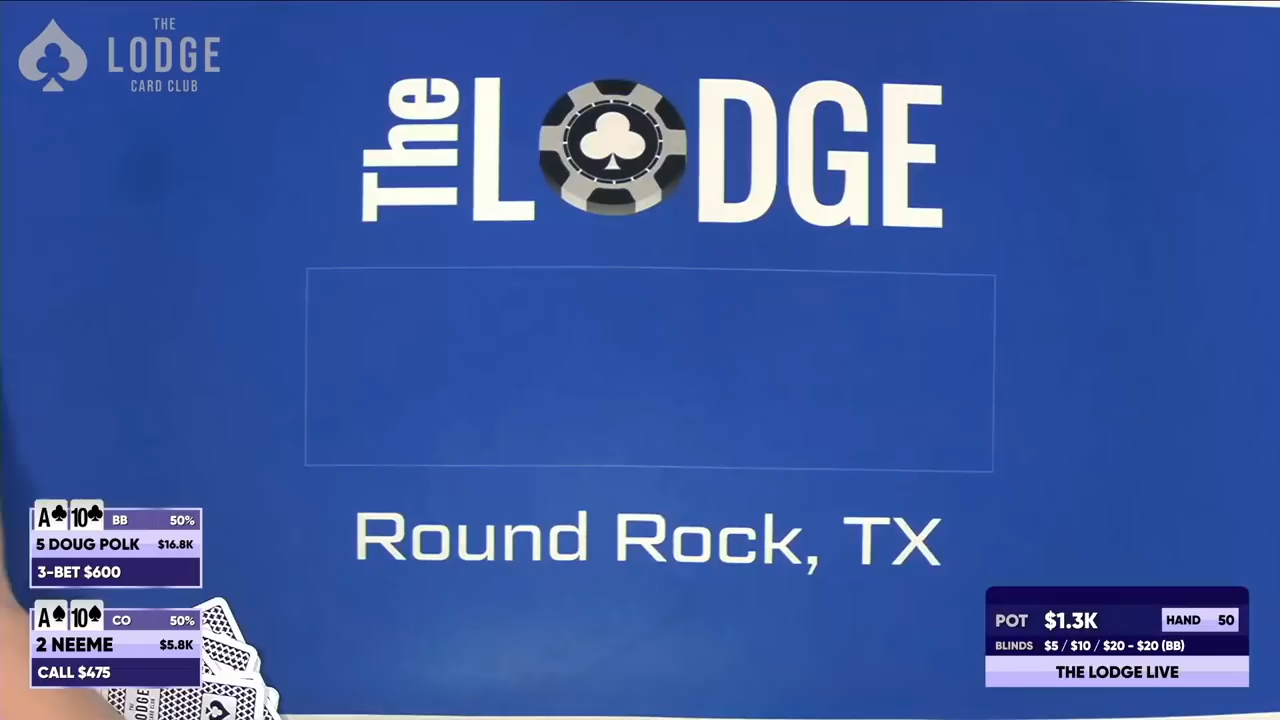 THE
LODGE
CARD CLUB
The LODGE
Round Rock, TX
A♣ 10♣ BB 50%
5 DOUG POLK $16.8K
3-BET $600
A♠ 10♠ CO 50%
2 NEEME $5.8K
CALL $475
LODGE
POT $1.3K HAND 50
BLINDS $5 / $10 / $20 - $20 (BB)
THE LODGE LIVE